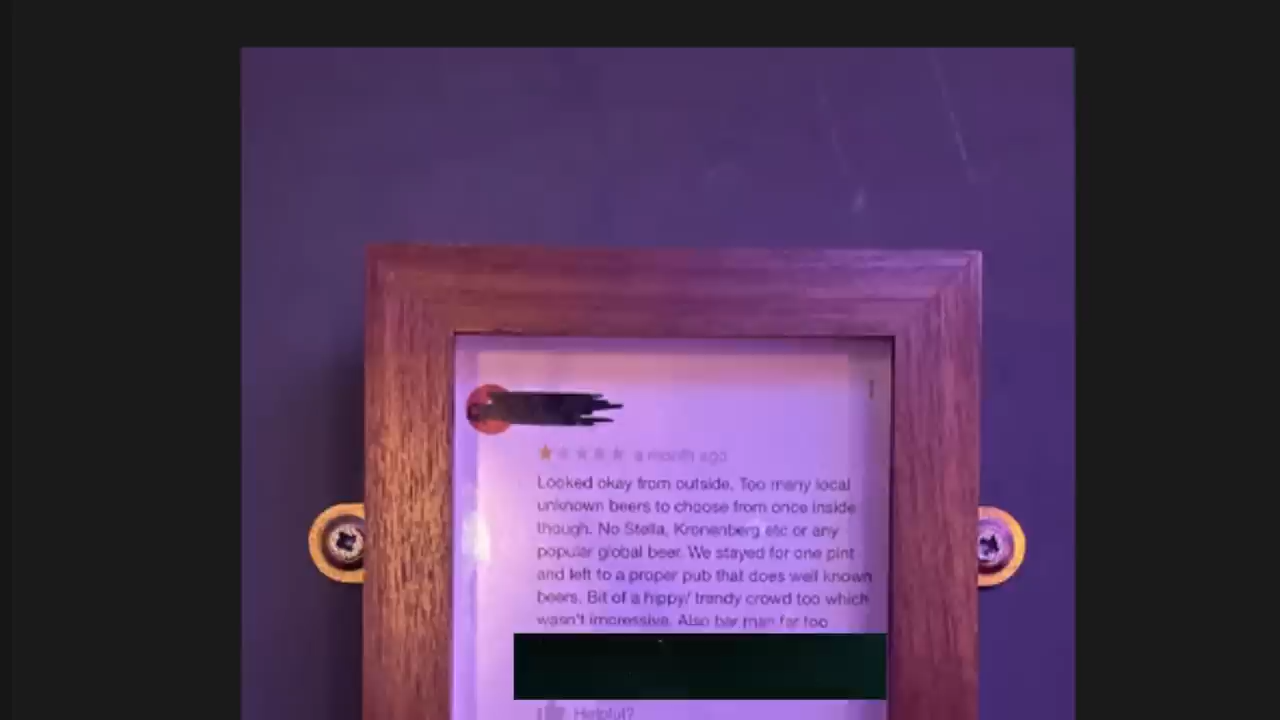 a month ago
Looked okay from outside. Too many local
unknown beers to choose from once inside
though. No Stella, Kronenberg etc or any
popular global beer. We stayed for one pint
and left to a proper pub that does well known
beers. Bit of a hippy/ trendy crowd too which
wasn't impressive. Also bar man far too
Helpful?